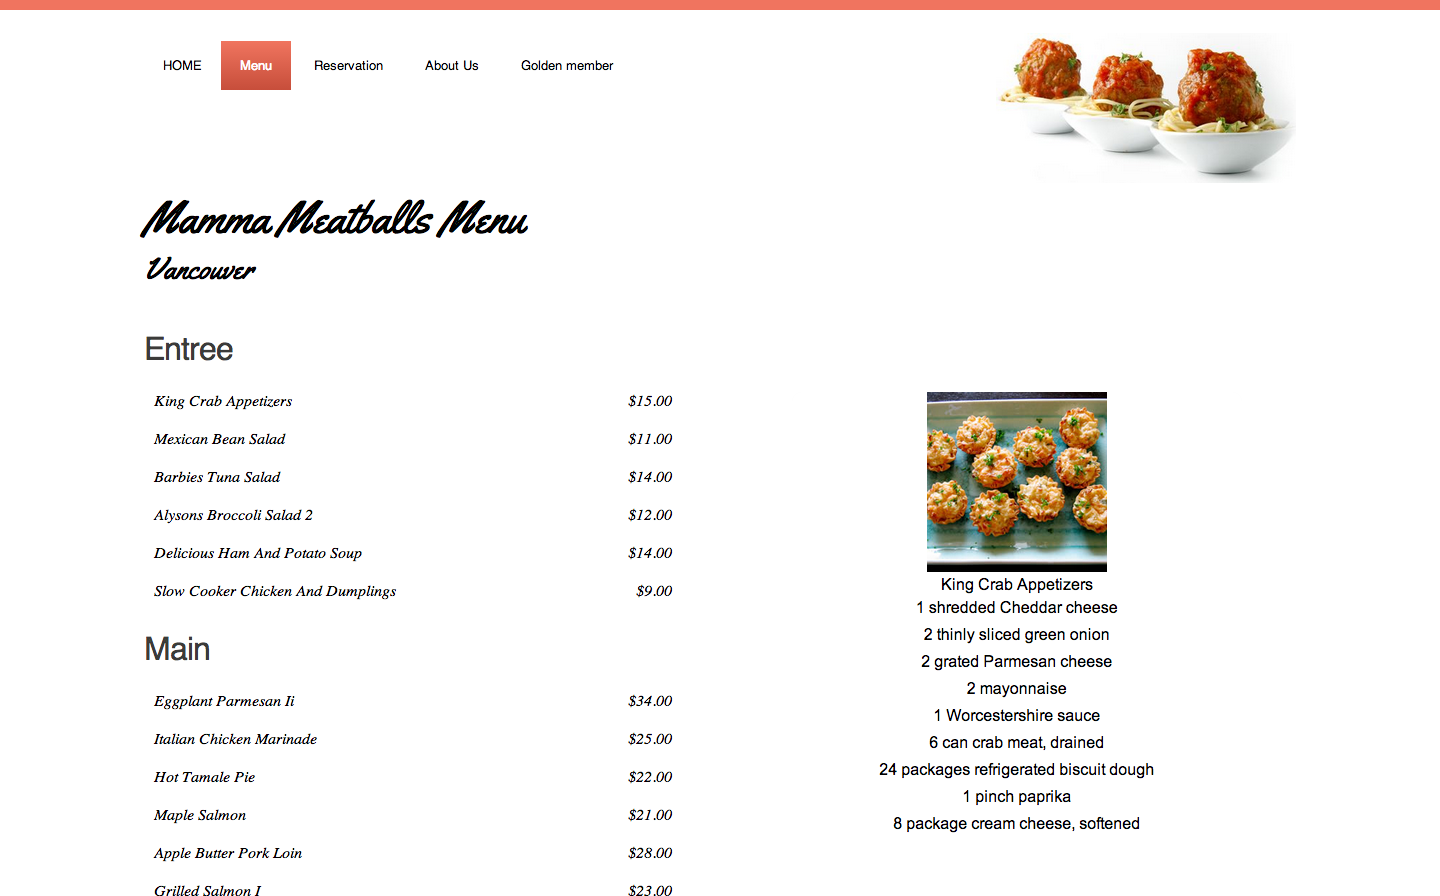 HOME Menu Reservation About Us Golden member
Mamma Meatballs Menu
Vancouver
Entree
King Crab Appetizers $15.00
Mexican Bean Salad $11.00
Barbies Tuna Salad $14.00
Alysons Broccoli Salad 2 $12.00
Delicious Ham And Potato Soup $14.00
Slow Cooker Chicken And Dumplings $9.00
Main
Eggplant Parmesan Ii $34.00
Italian Chicken Marinade $25.00
Hot Tamale Pie $22.00
Maple Salmon $21.00
Apple Butter Pork Loin $28.00
Grilled Salmon I $23.00
King Crab Appetizers
1 shredded Cheddar cheese
2 thinly sliced green onion
2 grated Parmesan cheese
2 mayonnaise
1 Worcestershire sauce
6 can crab meat, drained
24 packages refrigerated biscuit dough
1 pinch paprika
8 package cream cheese, softened